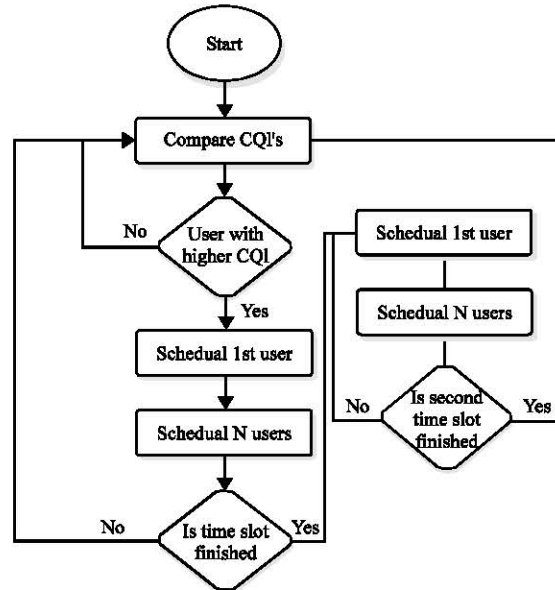 Start
Compare CQI's
No
User with
higher CQI
Yes
Schedual 1st user
Schedual N users
No
Is time slot
finished
Yes
Schedual 1st user
Schedual N users
No
Is second
time slot
finished
Yes